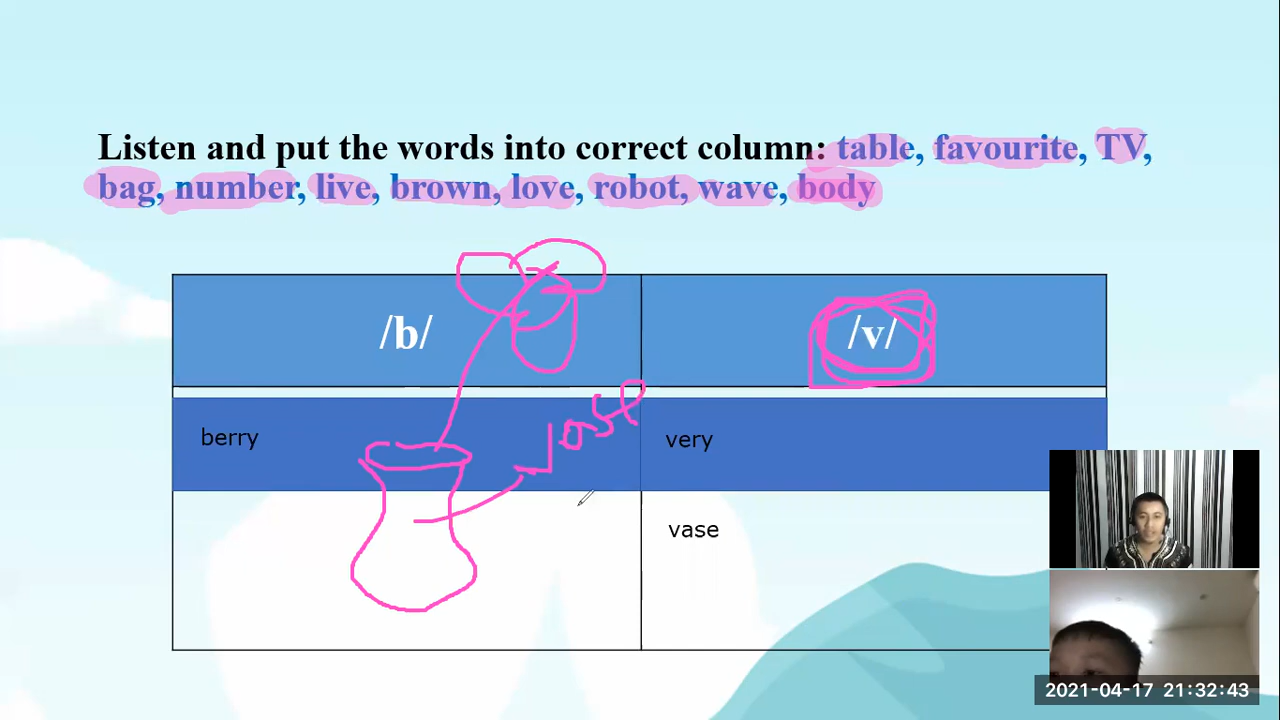 Listen and put the words into correct column: table, favourite, TV,
bag, number, live, brown, love, robot, wave, body
/b/ /v/
vase
berry very
vase
2021-04-17 21:32:43